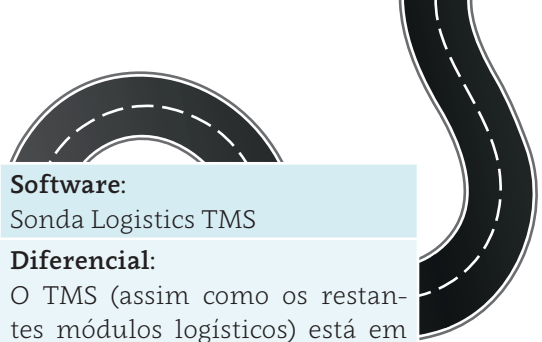 Software:
Sonda Logistics TMS
Diferencial:
O TMS (assim como os restan-
tes módulos logísticos) está em